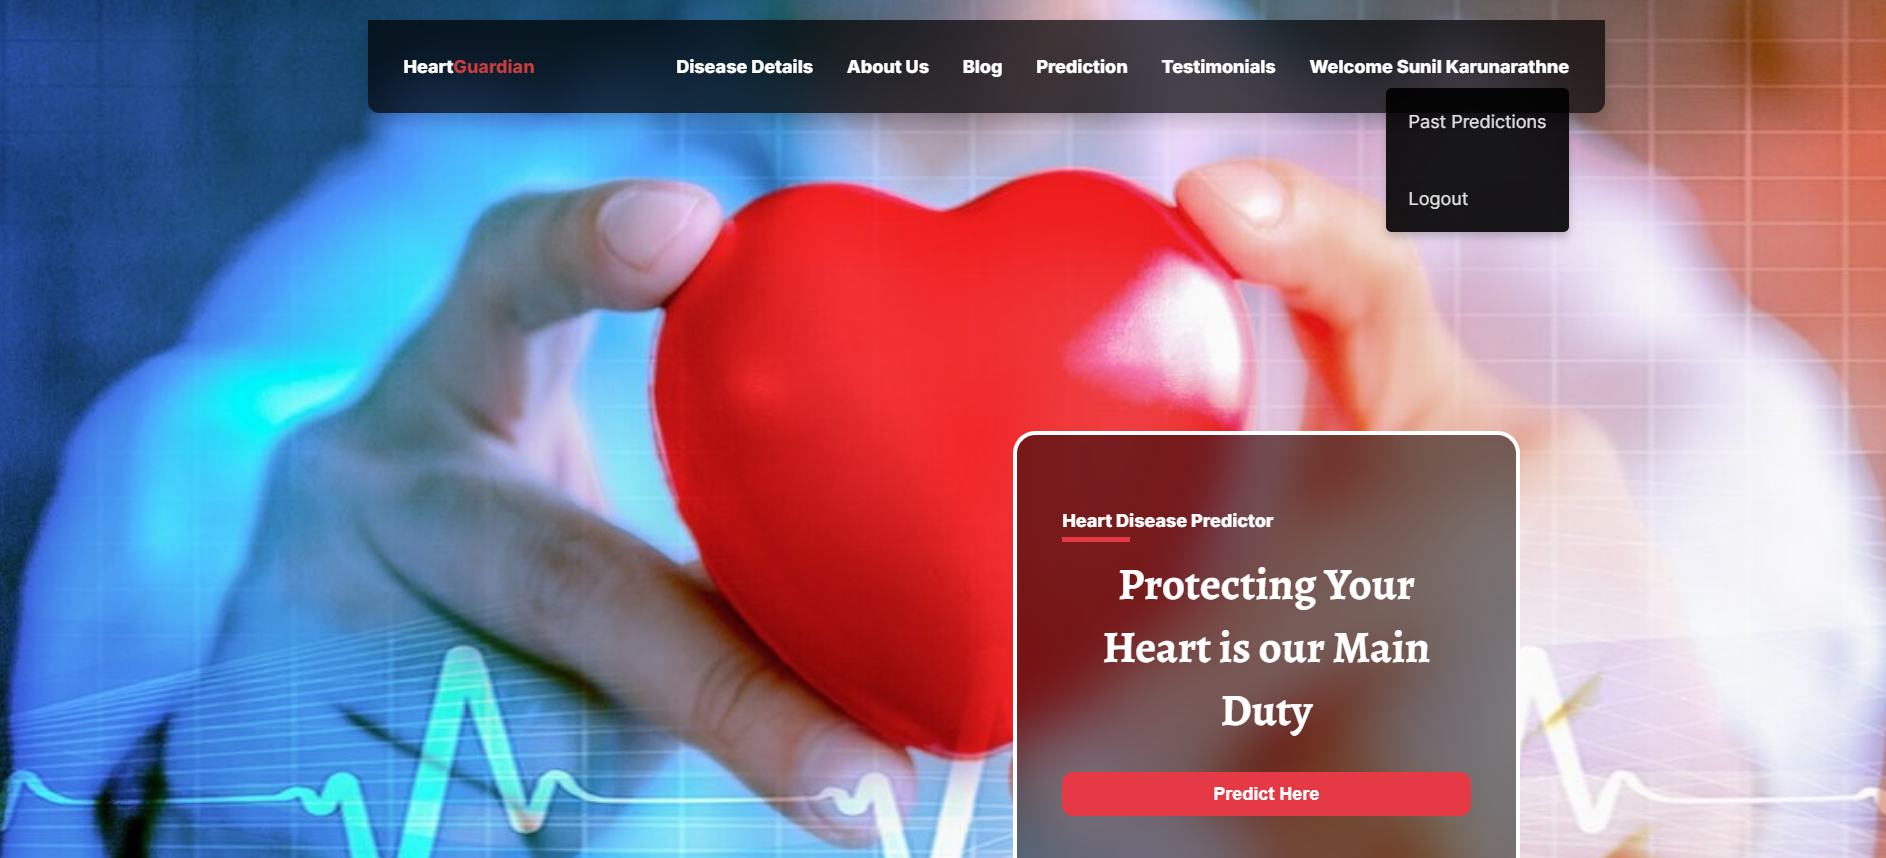 HeartGuardian Disease Details About Us Blog Prediction Testimonials Welcome Sunil Karunarathne
Past Predictions
Logout
Heart Disease Predictor
Protecting Your
Heart is our Main
Duty
Predict Here